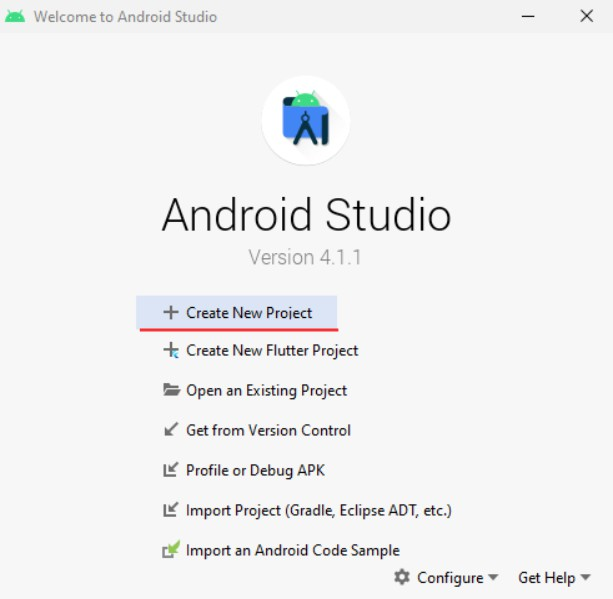 Welcome to Android Studio
Android Studio
Version 4.1.1
Create New Project
Create New Flutter Project
Open an Existing Project
Get from Version Control
Profile or Debug APK
Import Project (Gradle, Eclipse ADT, etc.)
Import an Android Code Sample
Configure Get Help